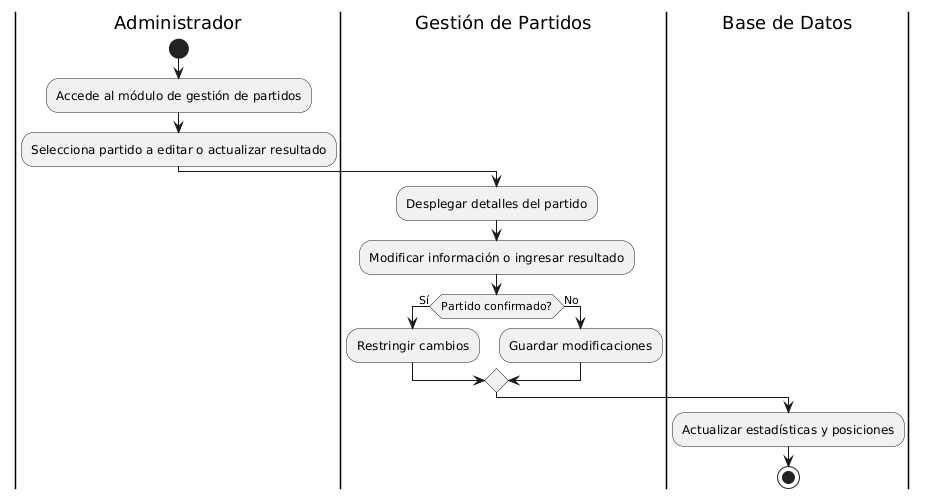 Administrador
Gestión de Partidos
Base de Datos
Accede al módulo de gestión de partidos
Selecciona partido a editar o actualizar resultado
Desplegar detalles del partido
Modificar información o ingresar resultado
Sí
Partido confirmado?
No
Restringir cambios
Guardar modificaciones
Actualizar estadísticas y posiciones